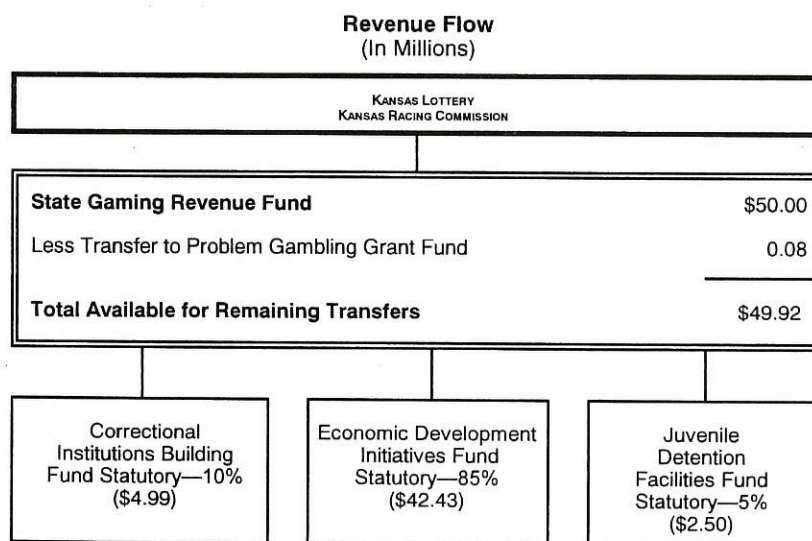 Revenue Flow
(In Millions)
KANSAS LOTTERY
KANSAS RACING COMMISSION
State Gaming Revenue Fund $50.00
Less Transfer to Problem Gambling Grant Fund 0.08
Total Available for Remaining Transfers $49.92
Correctional
Institutions Building
Fund Statutory—10%
($4.99)
Economic Development
Initiatives Fund
Statutory—85%
($42.43)
Juvenile
Detention
Facilities Fund
Statutory—5%
($2.50)